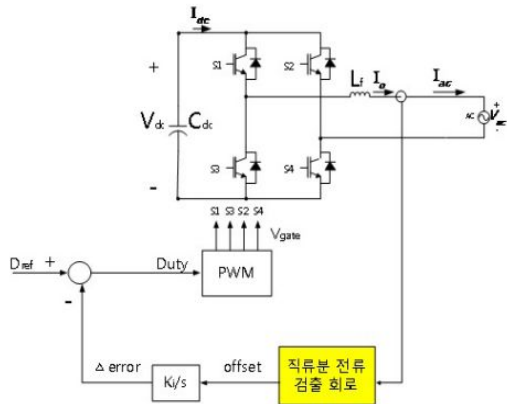 Idc
S1
S2
Lf
Io
Iac
+
Vdc
Cdc
-
AC
+
Vac
-
S3
S4
S1 S3 S2 S4
Vgate
Dref
+
-
Duty
PWM
△ error
Ki/s
offset
직류분 전류
검출 회로